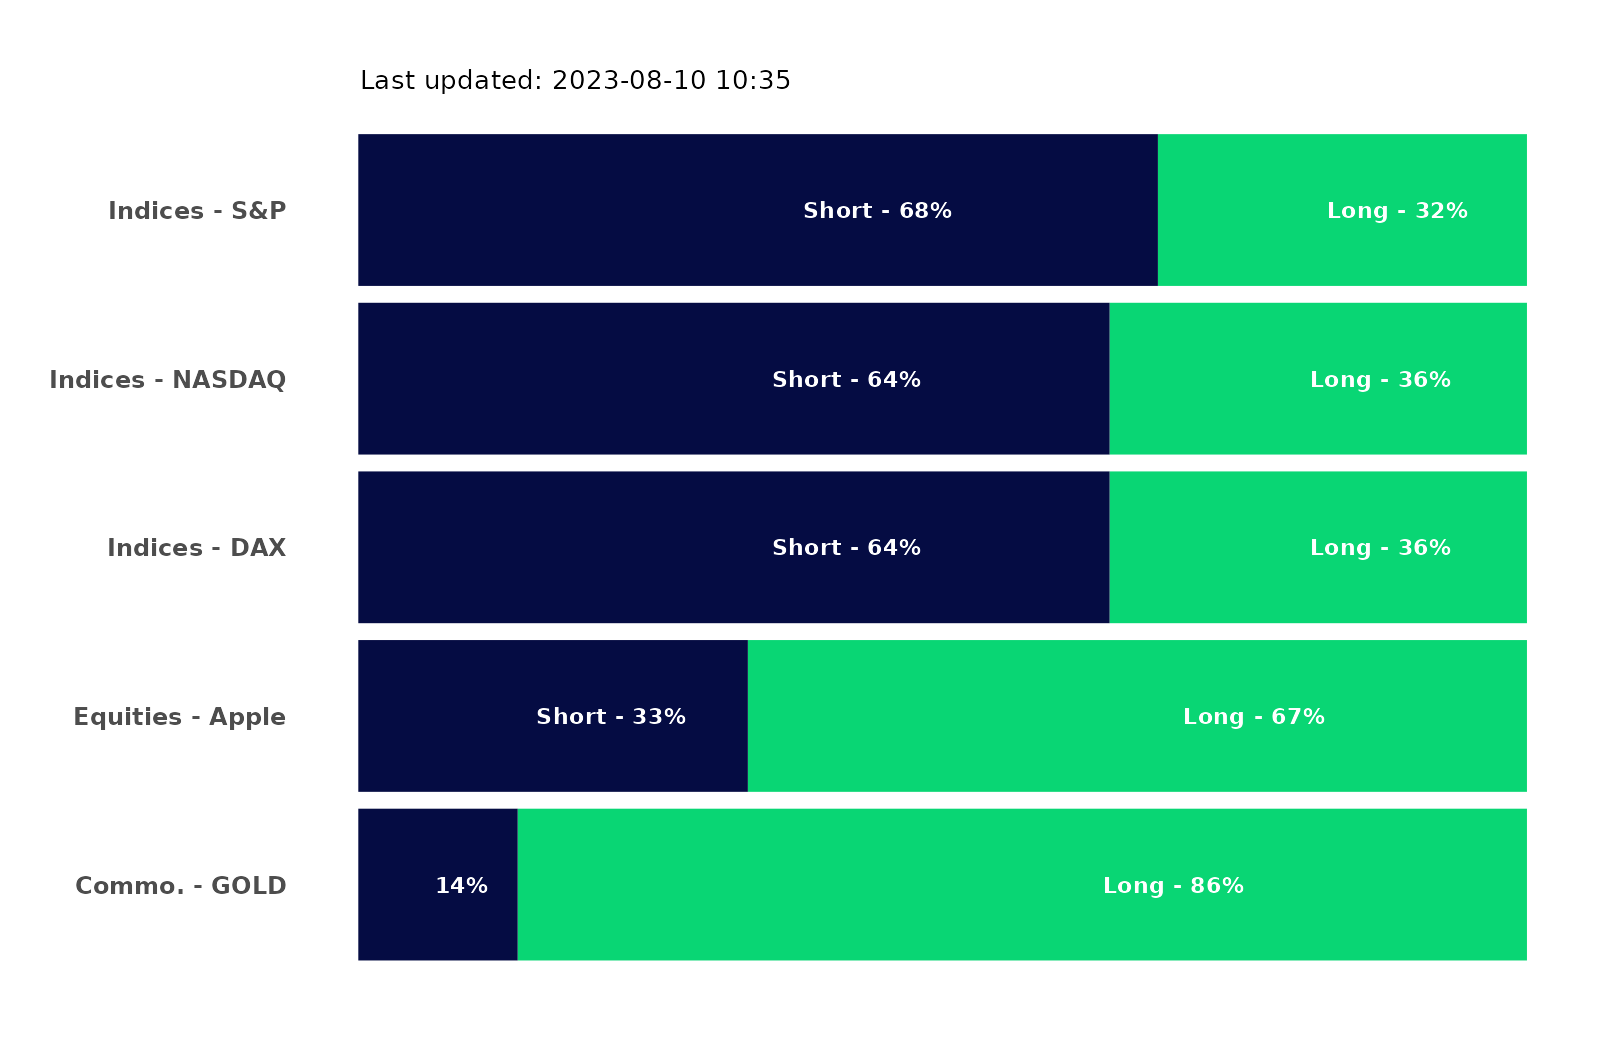 Last updated: 2023-08-10 10:35
Indices - S&P Short - 68% Long - 32%
Indices - NASDAQ Short - 64% Long - 36%
Indices - DAX Short - 64% Long - 36%
Equities - Apple Short - 33% Long - 67%
Commo. - GOLD 14% Long - 86%